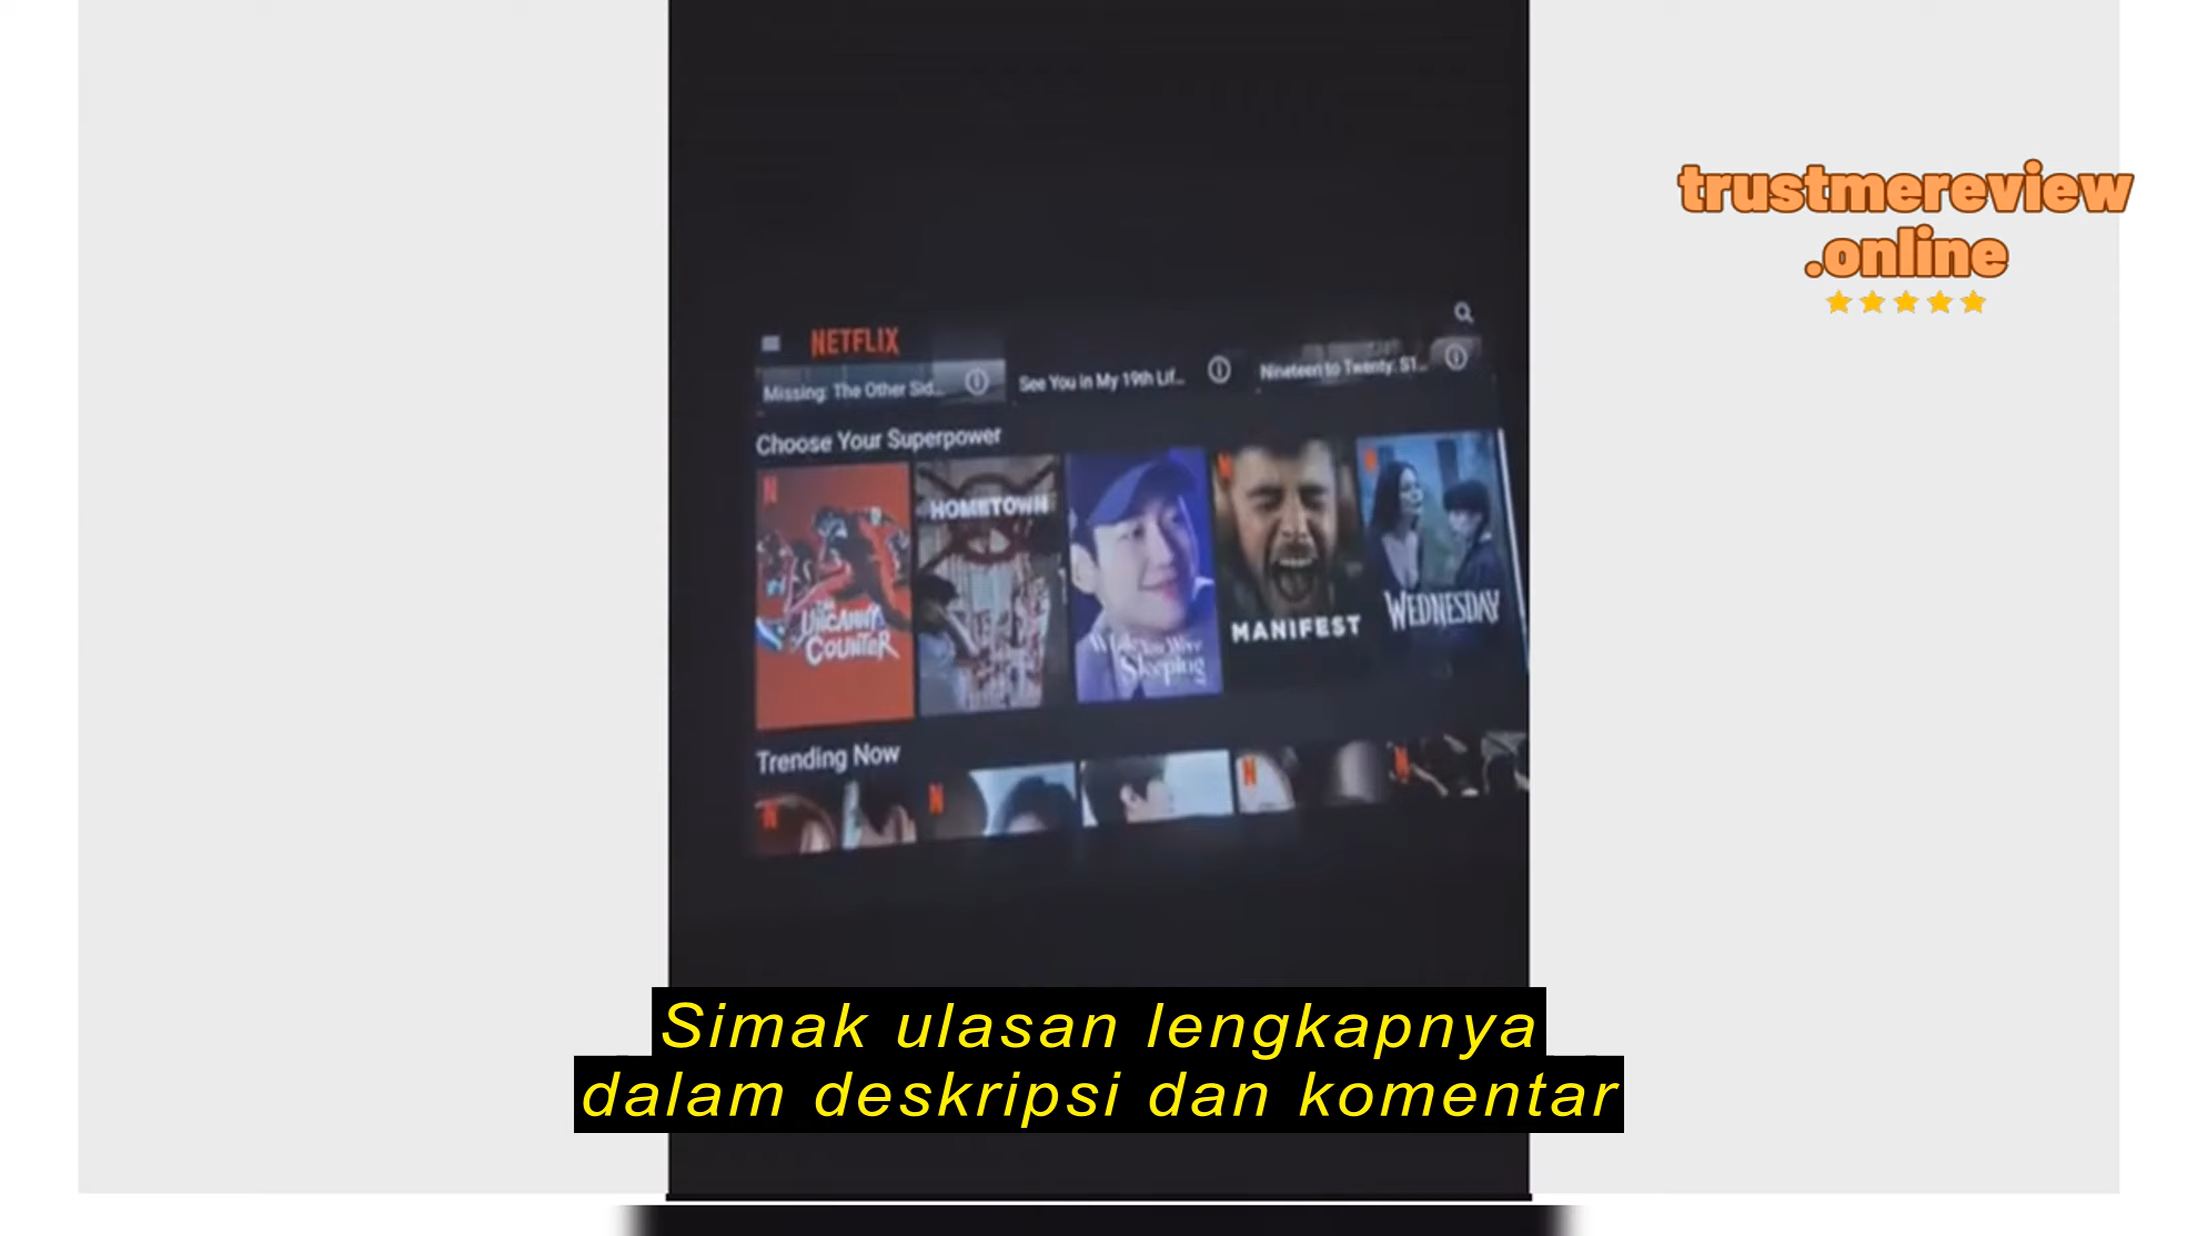 trustmereview
.online
NETFLIX
Missing: The Other Sid...
See You in My 19th Lif...
Nineteen to Twenty: S1...
Choose Your Superpower
N
THE
UNCANNY
COUNTER
HOMETOWN
While You Were
Sleeping
N
MANIFEST
N
WEDNESDAY
Trending Now
N
N
N
N
Simak ulasan lengkapnya
dalam deskripsi dan komentar